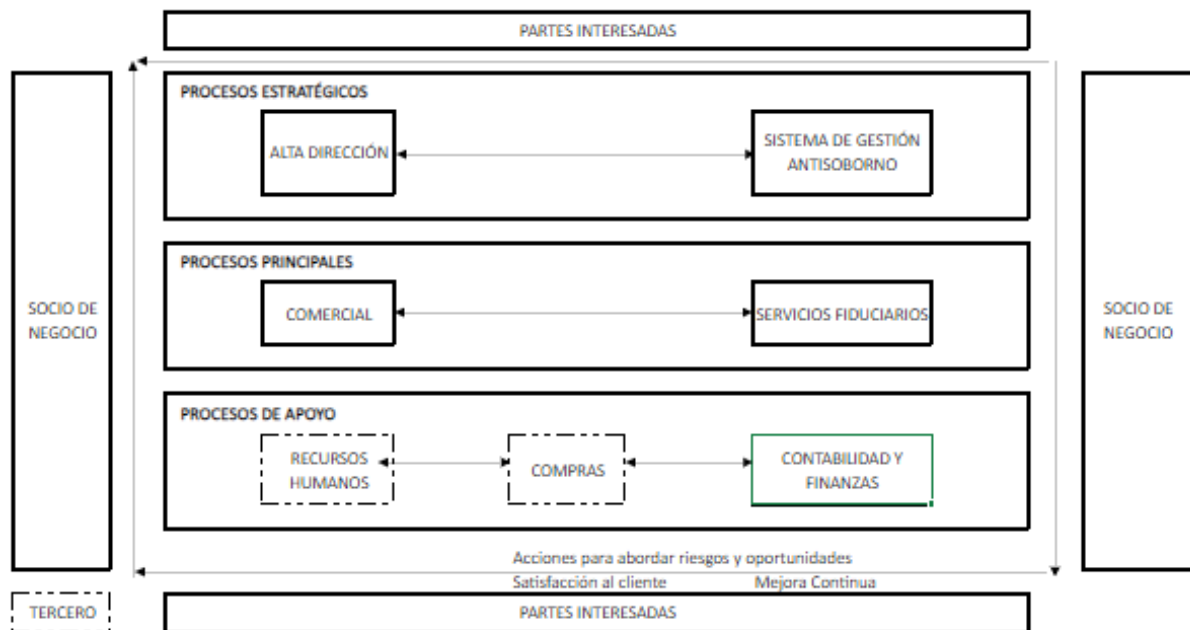 PARTES INTERESADAS
PROCESOS ESTRATÉGICOS
ALTA DIRECCIÓN
SISTEMA DE GESTIÓN
ANTISOBORNO
PROCESOS PRINCIPALES
SOCIO DE
NEGOCIO
COMERCIAL
SERVICIOS FIDUCIARIOS
SOCIO DE
NEGOCIO
PROCESOS DE APOYO
RECURSOS
HUMANOS
COMPRAS
CONTABILIDAD Y
FINANZAS
Acciones para abordar riesgos y oportunidades
Satisfacción al cliente
Mejora Continua
TERCERO
PARTES INTERESADAS